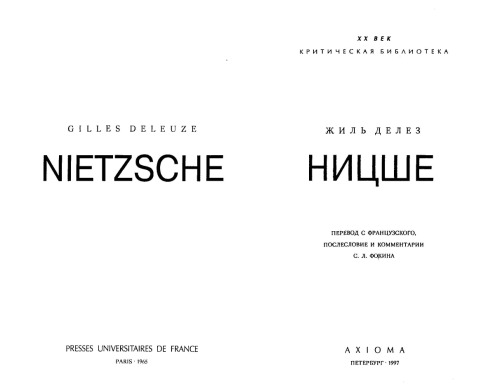 GILLES DELEUZE
NIETZSCHE
PRESSES UNIVERSITAIRES DE FRANCE
PARIS · 1965
XX ВЕК
КРИТИЧЕСКАЯ БИБЛИОТЕКА
ЖИЛЬ ДЕЛЕЗ
НИЦШЕ
ПЕРЕВОД С ФРАНЦУЗСКОГО,
ПОСЛЕСЛОВИЕ И КОММЕНТАРИИ
С. Л. ФОКИНА
AXIOMA
ПЕТЕРБУРГ · 1997